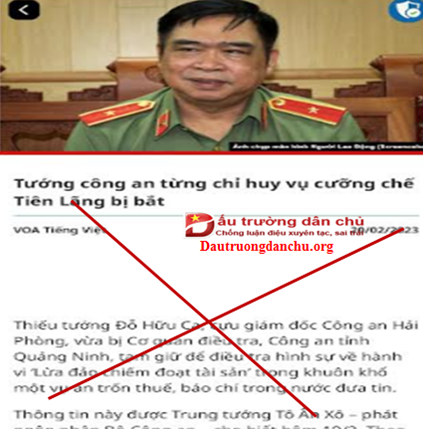 Ảnh chụp màn hình Người Lao Động (Screenshot
Tướng công an từng chỉ huy vụ cưỡng chế
Tiên Lãng bị bắt
Đấu trường dân chủ
Chống luận điệu xuyên tạc, sai trái
Dautruongdanchu.org
VOA Tiếng Việt
20/02/2023
Thiếu tướng Đỗ Hữu Ca, cựu giám đốc Công an Hải
Phòng, vừa bị Cơ quan điều tra, Công an tỉnh
Quảng Ninh, tạm giữ để điều tra hình sự về hành
vi 'Lừa đảo chiếm đoạt tài sản' trong khuôn khổ
một vụ án trốn thuế, báo chí trong nước đưa tin.
Thông tin này được Trung tướng Tô Ân Xô – phát